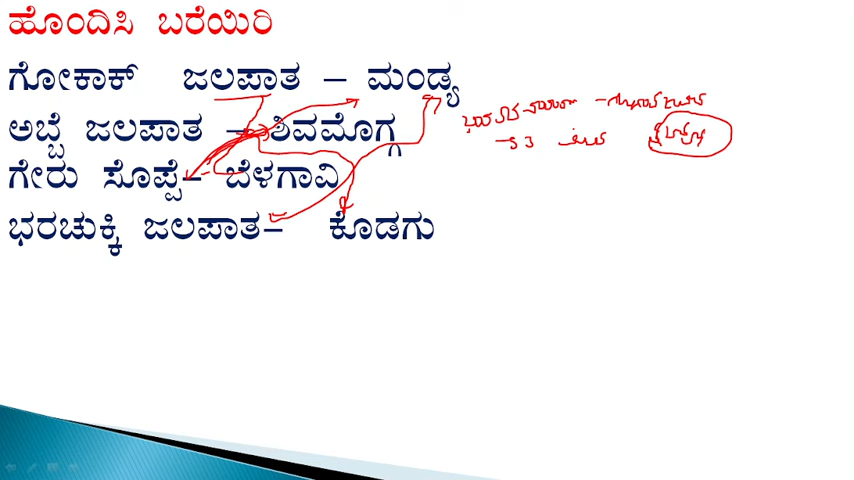 ಹೊಂದಿಸಿ ಬರೆಯಿರಿ
ಗೋಕಾಕ್ ಜಲಪಾತ – ಮಂಡ್ಯ
ಅಬ್ಬೆ ಜಲಪಾತ – ಶಿವಮೊಗ್ಗ
ಗೇರು ಸೊಪ್ಪೆ– ಬೆಳಗಾವಿ
ಭರಚುಕ್ಕಿ ಜಲಪಾತ– ಕೊಡಗು